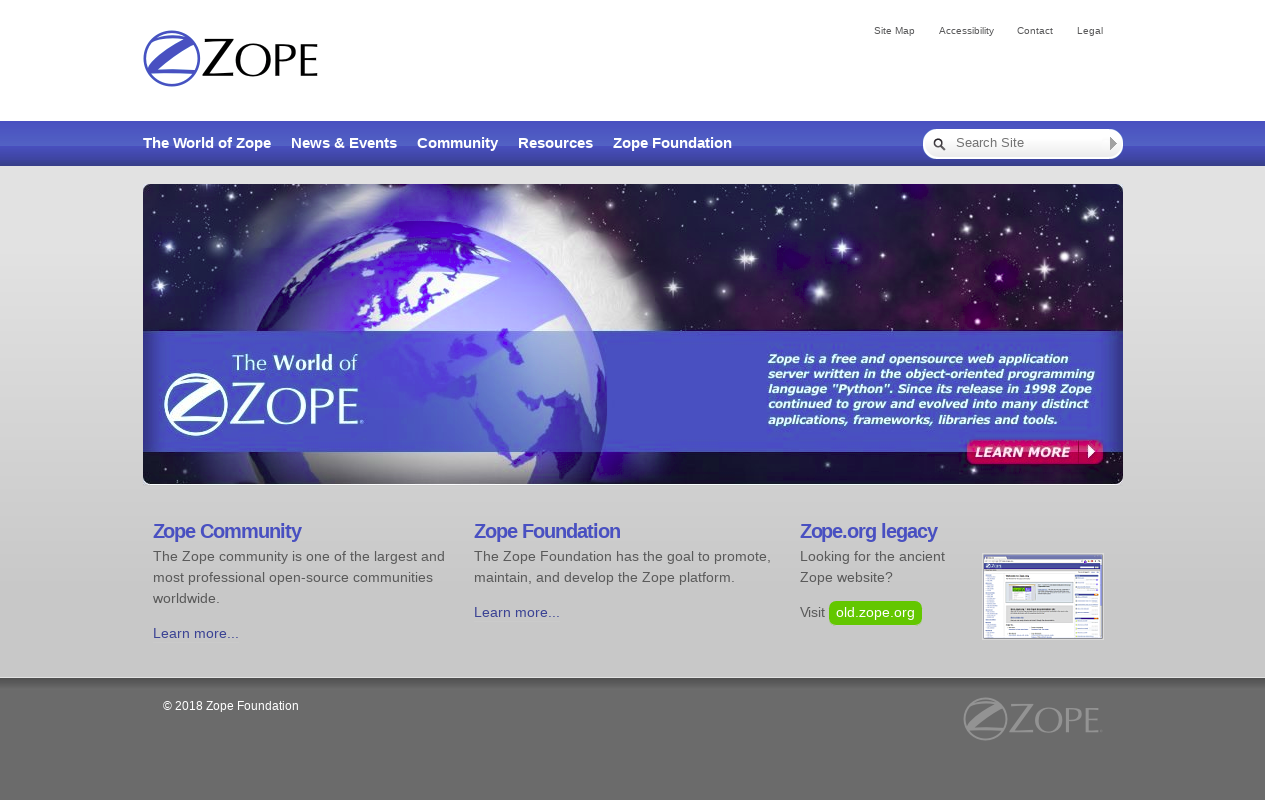 ZOPE
Site Map Accessibility Contact Legal
The World of Zope News & Events Community Resources Zope Foundation Search Site
The World of
ZOPE
Zope is a free and opensource web application
server written in the object-oriented programming
language "Python". Since its release in 1998 Zope
continued to grow and evolved into many distinct
applications, frameworks, libraries and tools.
LEARN MORE
Zope Community
The Zope community is one of the largest and
most professional open-source communities
worldwide.
Learn more...
Zope Foundation
The Zope Foundation has the goal to promote,
maintain, and develop the Zope platform.
Learn more...
Zope.org legacy
Looking for the ancient
Zope website?
Visit old.zope.org
© 2018 Zope Foundation
ZOPE